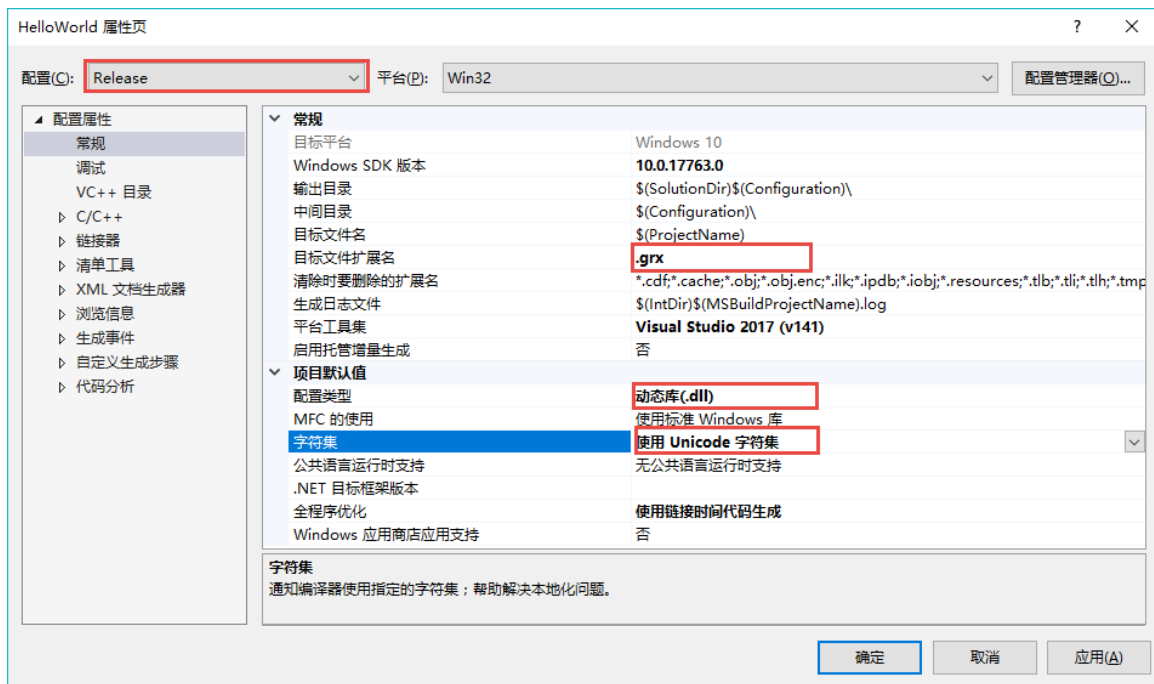 HelloWorld 属性页
配置(C): Release 平台(P): Win32 配置管理器(O)...
配置属性
常规
调试
VC++ 目录
C/C++
链接器
清单工具
XML 文档生成器
浏览信息
生成事件
自定义生成步骤
代码分析
常规
目标平台 Windows 10
Windows SDK 版本 10.0.17763.0
输出目录 $(SolutionDir)$(Configuration)\
中间目录 $(Configuration)\
目标文件名 $(ProjectName)
目标文件扩展名 .grx
清除时要删除的扩展名 *.cdf;*.cache;*.obj;*.obj.enc;*.ilk;*.ipdb;*.iobj;*.resources;*.tlb;*.tli;*.tlh;*.tmp
生成日志文件 $(IntDir)$(MSBuildProjectName).log
平台工具集 Visual Studio 2017 (v141)
启用托管增量生成 否
项目默认值
配置类型 动态库(.dll)
MFC 的使用 使用标准 Windows 库
字符集 使用 Unicode 字符集
公共语言运行时支持 无公共语言运行时支持
.NET 目标框架版本
全程序优化 使用链接时间代码生成
Windows 应用商店应用支持 否
字符集
通知编译器使用指定的字符集；帮助解决本地化问题。
确定 取消 应用(A)